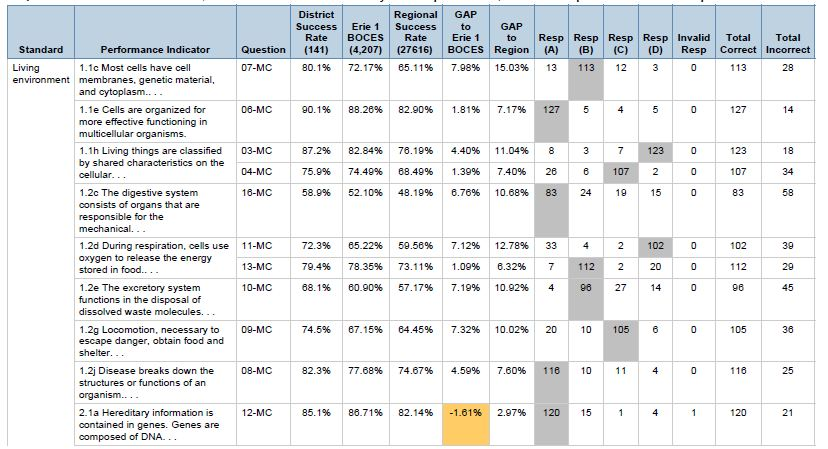 District Success Rate (141) Erie 1 BOCES (4,207) Regional Success Rate (27616) GAP to Erie 1 BOCES GAP to Region Resp (A) Resp (B) Resp (C) Resp (D) Invalid Resp Total Correct Total Incorrect
Standard Performance Indicator Question
Living environment 1.1c Most cells have cell membranes, genetic material, and cytoplasm.. . . 07-MC 80.1% 72.17% 65.11% 7.98% 15.03% 13 113 12 3 0 113 28
1.1e Cells are organized for more effective functioning in multicellular organisms. 06-MC 90.1% 88.26% 82.90% 1.81% 7.17% 127 5 4 5 0 127 14
1.1h Living things are classified by shared characteristics on the cellular. . . 03-MC 87.2% 82.84% 76.19% 4.40% 11.04% 8 3 7 123 0 123 18
04-MC 75.9% 74.49% 68.49% 1.39% 7.40% 26 6 107 2 0 107 34
1.2c The digestive system consists of organs that are responsible for the mechanical. . . 16-MC 58.9% 52.10% 48.19% 6.76% 10.68% 83 24 19 15 0 83 58
1.2d During respiration, cells use oxygen to release the energy stored in food.. . . 11-MC 72.3% 65.22% 59.56% 7.12% 12.78% 33 4 2 102 0 102 39
13-MC 79.4% 78.35% 73.11% 1.09% 6.32% 7 112 2 20 0 112 29
1.2e The excretory system functions in the disposal of dissolved waste molecules. . . 10-MC 68.1% 60.90% 57.17% 7.19% 10.92% 4 96 27 14 0 96 45
1.2g Locomotion, necessary to escape danger, obtain food and shelter. . . 09-MC 74.5% 67.15% 64.45% 7.32% 10.02% 20 10 105 6 0 105 36
1.2j Disease breaks down the structures or functions of an organism.. . . 08-MC 82.3% 77.68% 74.67% 4.59% 7.60% 116 10 11 4 0 116 25
2.1a Hereditary information is contained in genes. Genes are composed of DNA. . . 12-MC 85.1% 86.71% 82.14% -1.61% 2.97% 120 15 1 4 1 120 21